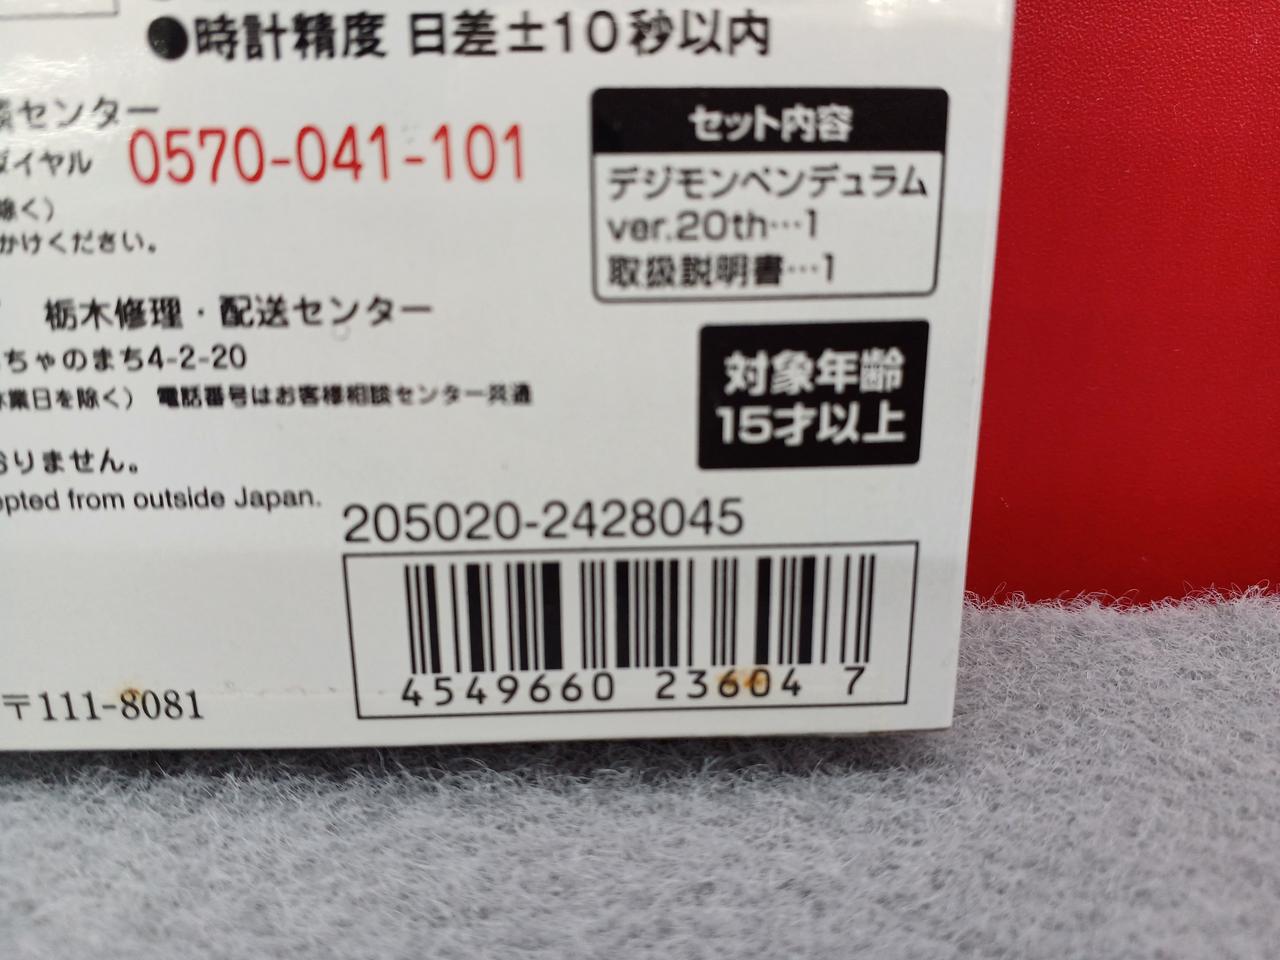 ●時計精度 日差±10秒以内
センター
ダイヤル 0570-041-101
除く）
かけください。
栃木修理・配送センター
ちゃのまち4-2-20
業日を除く） 電話番号はお客様相談センター共通
おりません。
epted from outside Japan.
〒111-8081
セット内容
デジモンペンデュラム
ver.20th…1
取扱説明書…1
対象年齢
15才以上
205020-2428045
4549660 23604 7